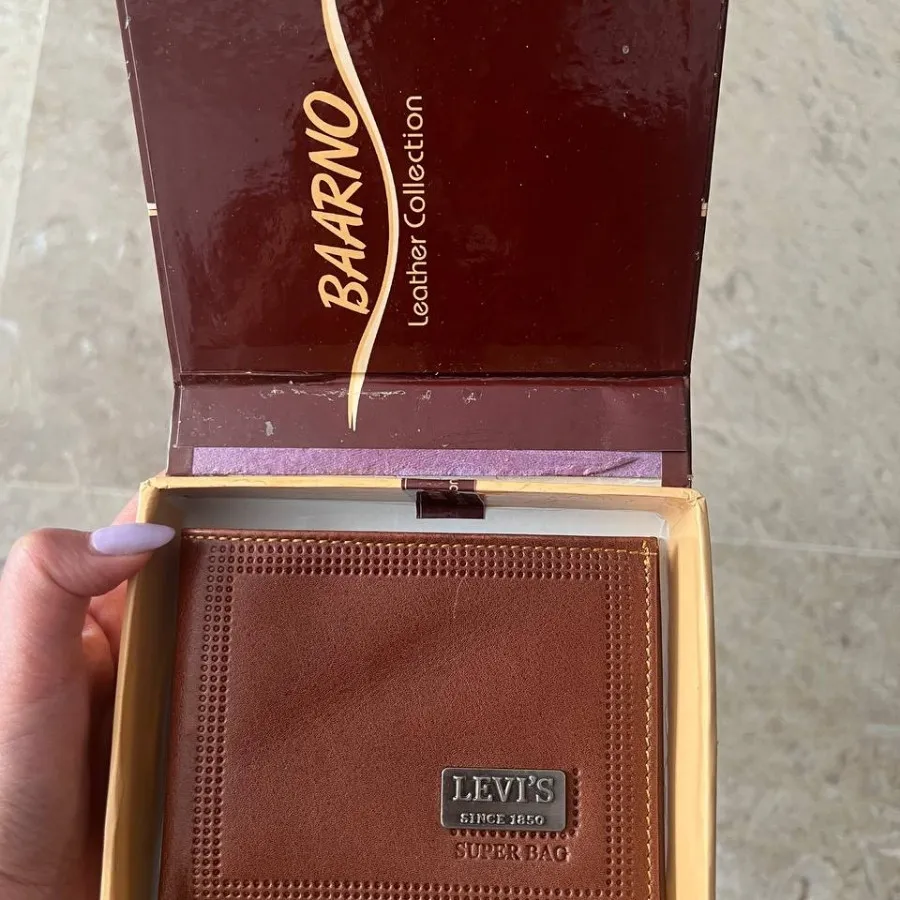 BAARNO
Leather Collection
LEVI'S
SINCE 1850
SUPER BAG